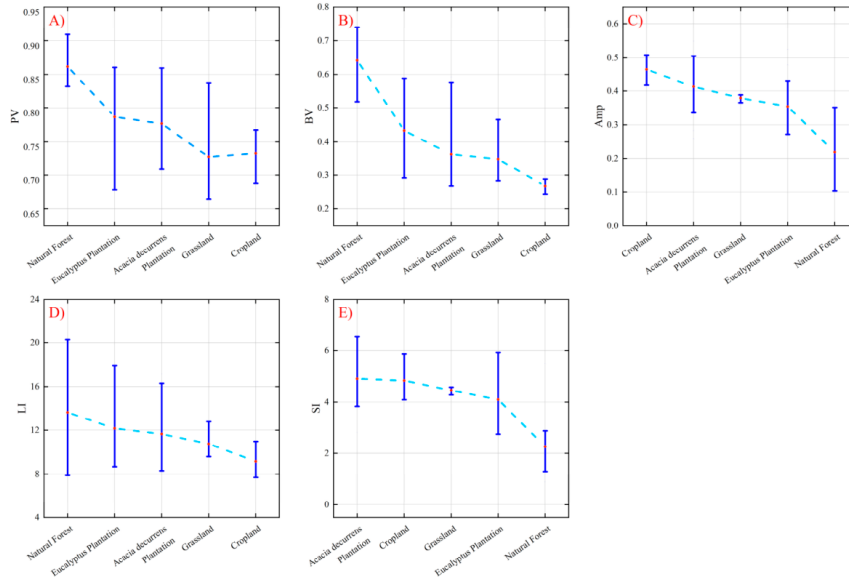 A)
0.95
0.90
0.85
0.80
0.75
0.70
0.65
PV
Natural Forest
Eucalyptus Plantation
Acacia decurrens
Plantation
Grassland
Cropland
B)
0.8
0.7
0.6
0.5
0.4
0.3
0.2
BV
Natural Forest
Eucalyptus Plantation
Acacia decurrens
Plantation
Grassland
Cropland
C)
0.6
0.5
0.4
0.3
0.2
0.1
0.0
Amp
Cropland
Acacia decurrens
Plantation
Grassland
Eucalyptus Plantation
Natural Forest
D)
24
20
16
12
8
4
LI
Natural Forest
Eucalyptus Plantation
Acacia decurrens
Plantation
Grassland
Cropland
E)
8
6
4
2
0
SI
Acacia decurrens
Plantation
Cropland
Grassland
Eucalyptus Plantation
Natural Forest